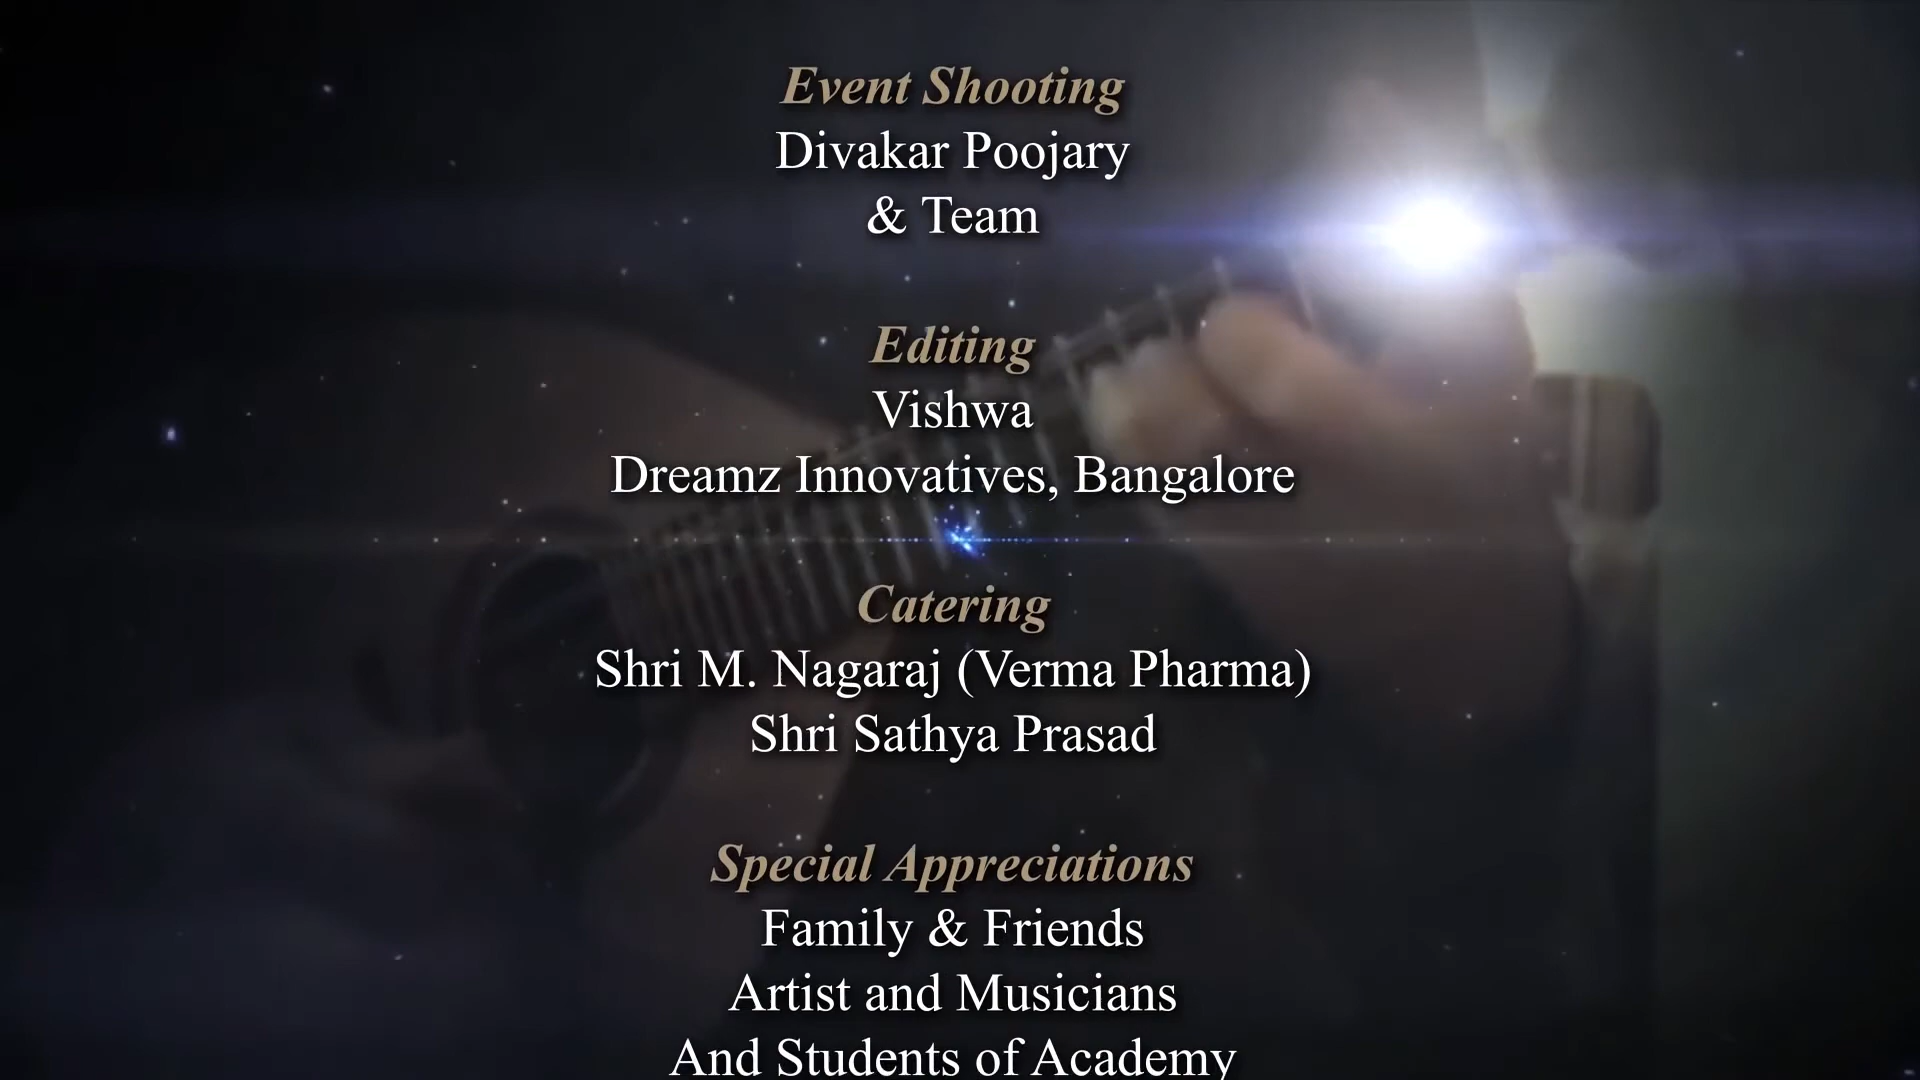 Event Shooting
Divakar Poojary
& Team
Editing
Vishwa
Dreamz Innovatives, Bangalore
Catering
Shri M. Nagaraj (Verma Pharma)
Shri Sathya Prasad
Special Appreciations
Family & Friends
Artist and Musicians
And Students of Academy